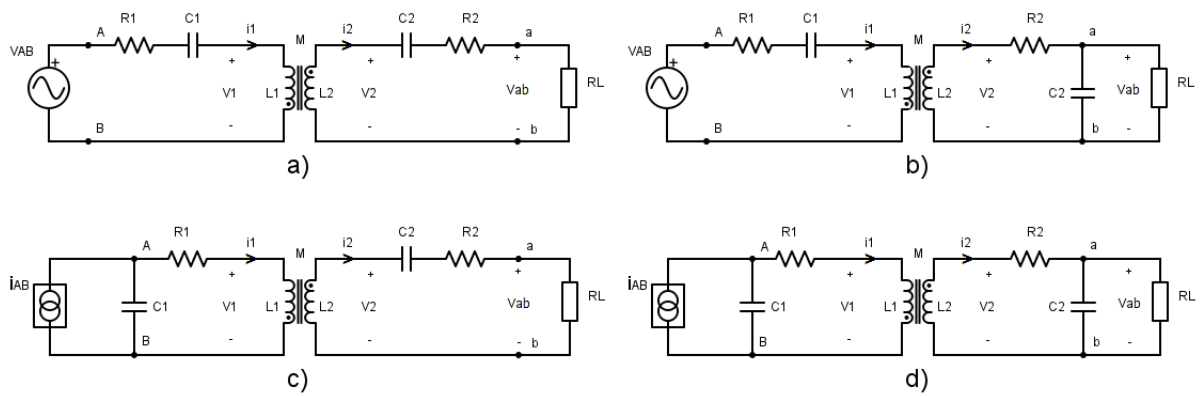 R1 C1 i1 M i2 C2 R2
A a
VAB + + + +
V1 L1 L2 V2 Vab RL
- - -
B b
a)
R1 C1 i1 M i2 R2
A a
VAB + + + +
V1 L1 L2 V2 C2 Vab RL
- - -
B b
b)
R1 i1 M i2 C2 R2
A a
+ + +
iAB C1 V1 L1 L2 V2 Vab RL
B - - - b
c)
R1 i1 M i2 R2
A a
+ + +
iAB C1 V1 L1 L2 V2 C2 Vab RL
B - - b -
d)